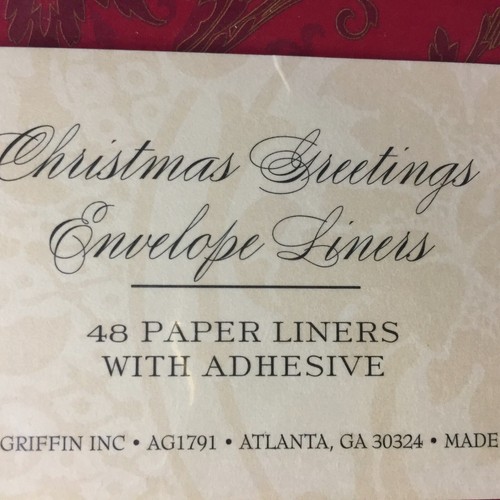 Christmas Greetings
Envelope Liners
48 PAPER LINERS
WITH ADHESIVE
GRIFFIN INC • AG1791 • ATLANTA, GA 30324 • MADE